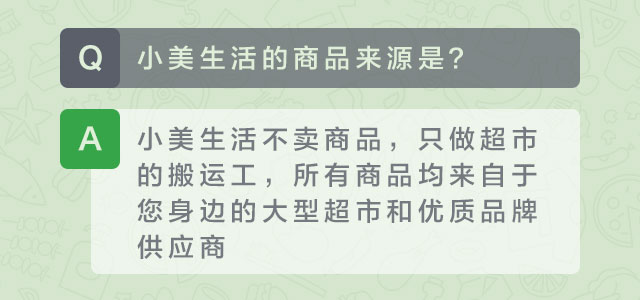 Q
小美生活的商品来源是?
A
小美生活不卖商品，只做超市
的搬运工，所有商品均来自于
您身边的大型超市和优质品牌
供应商